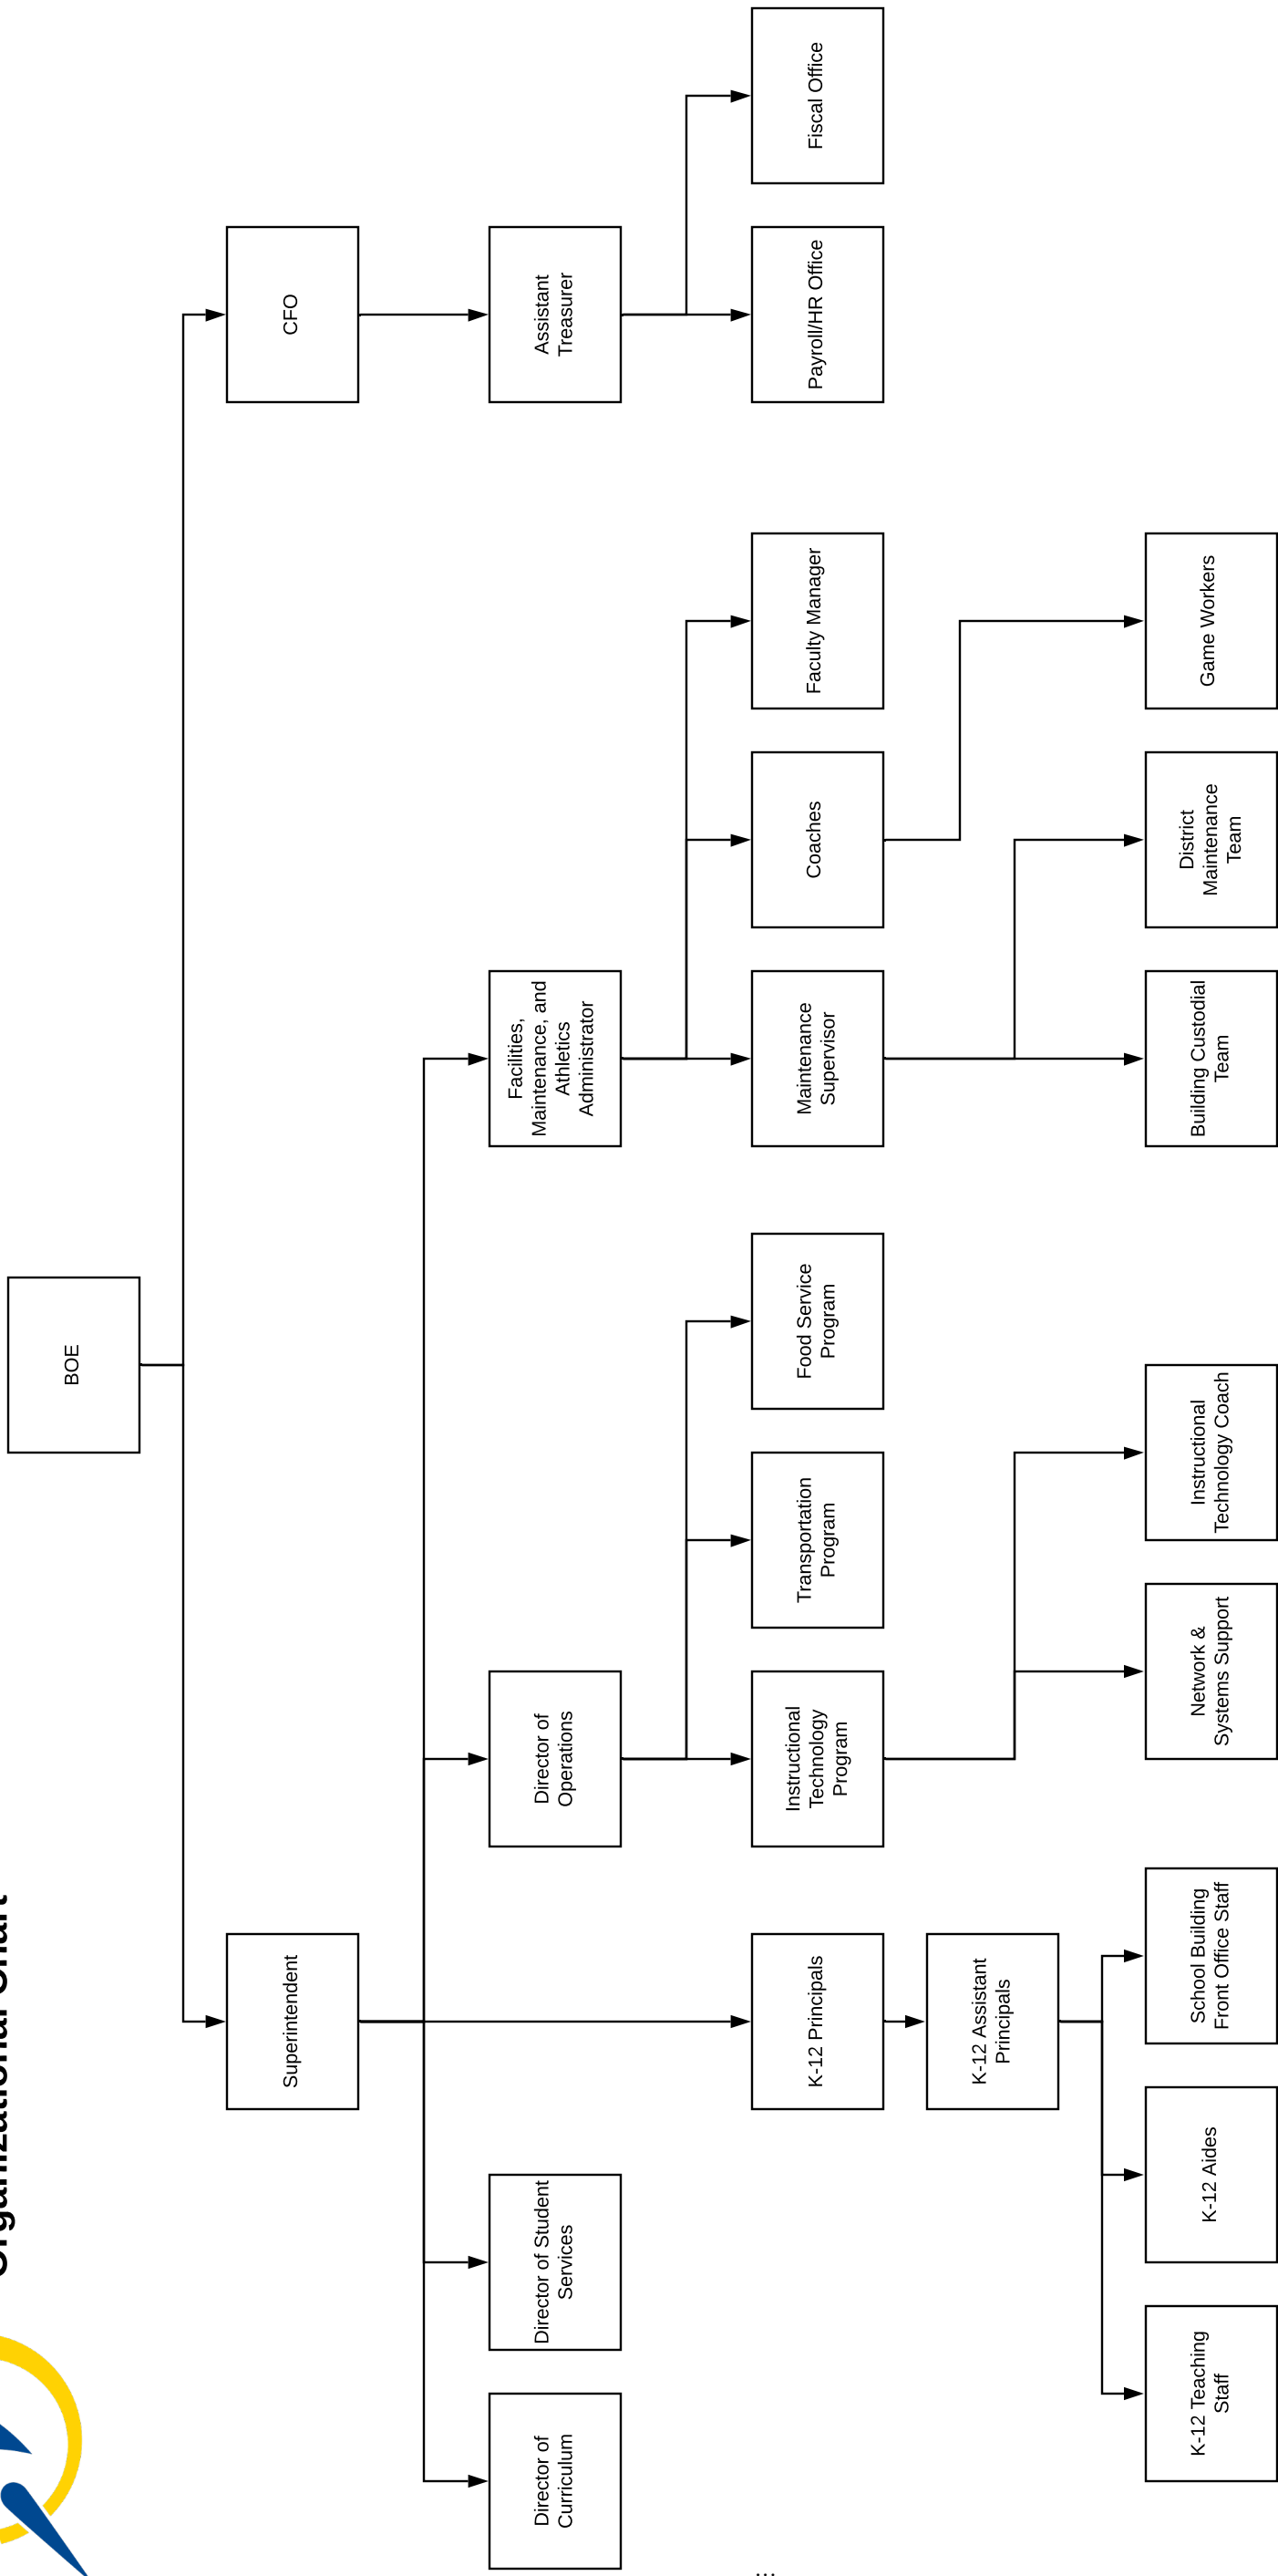 Organizational Chart
BOE
Superintendent
CFO
Director of
Curriculum
Director of Student
Services
Director of
Operations
Facilities,
Maintenance, and
Athletics
Administrator
Assistant
Treasurer
...
K-12 Principals
Instructional
Technology
Program
Transportation
Program
Food Service
Program
Maintenance
Supervisor
Coaches
Faculty Manager
Payroll/HR Office
Fiscal Office
K-12 Assistant
Principals
K-12 Teaching
Staff
K-12 Aides
School Building
Front Office Staff
Network &
Systems Support
Instructional
Technology Coach
Building Custodial
Team
District
Maintenance
Team
Game Workers